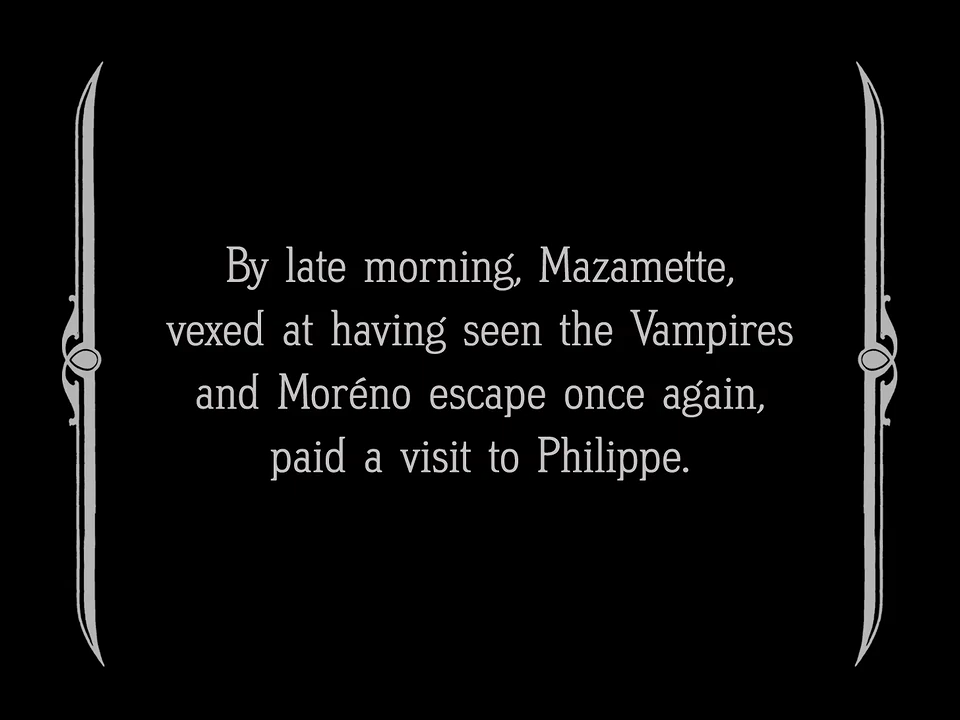 By late morning, Mazamette,
vexed at having seen the Vampires
and Moréno escape once again,
paid a visit to Philippe.